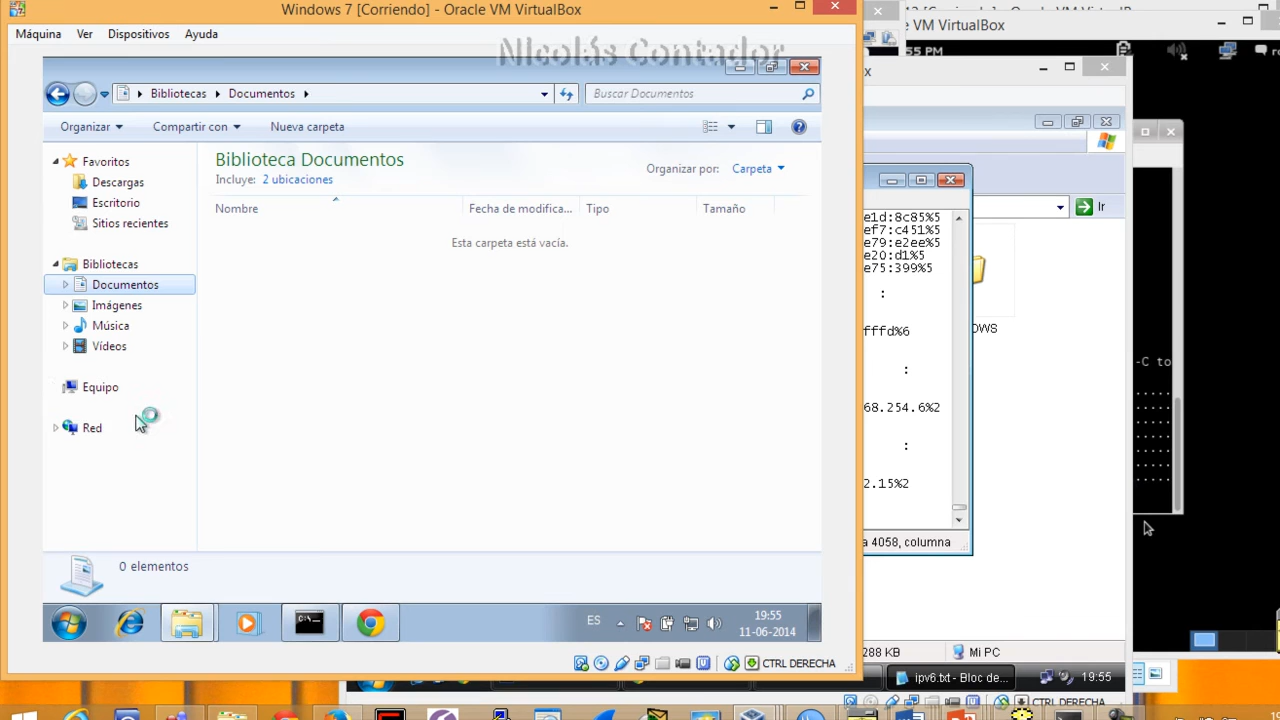 Windows 7 [Corriendo] - Oracle VM VirtualBox
Máquina Ver Dispositivos Ayuda
NIcolás Contador
Bibliotecas Documentos
Buscar Documentos
Organizar Compartir con Nueva carpeta
Favoritos
Descargas
Escritorio
Sitios recientes
Bibliotecas
Documentos
Imágenes
Música
Vídeos
Equipo
Red
Biblioteca Documentos
Incluye: 2 ubicaciones
Organizar por: Carpeta
Nombre Fecha de modifica... Tipo Tamaño
Esta carpeta está vacía.
0 elementos
ES
19:55
11-06-2014
CTRL DERECHA
e VM VirtualBox
:55 PM
x
Ir
e1d:8c85%5
ef7:c451%5
e79:e2ee%5
e20:d1%5
e75:399%5
:
fffd%6
:
68.254.6%2
:
2.15%2
a 4058, columna
OWS
-C to
288 KB
Mi PC
ipv6.txt - Bloc de...
19:55
CTRL DERECHA